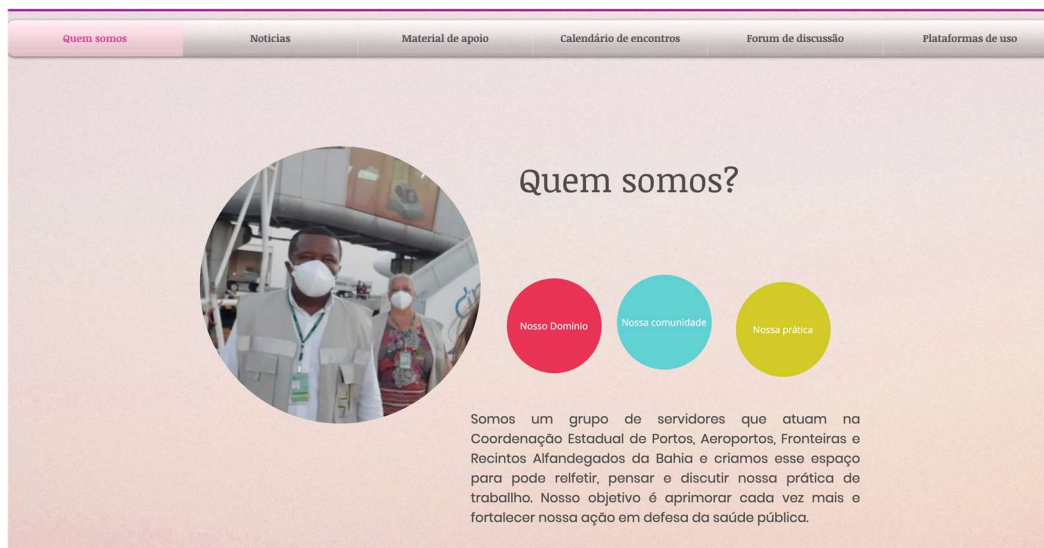 Quem somos
Noticias
Material de apoio
Calendário de encontros
Forum de discussão
Plataformas de uso
Quem somos?
Nosso Dominio
Nossa comunidade
Nossa prática
Somos um grupo de servidores que atuam na
Coordenação Estadual de Portos, Aeroportos, Fronteiras e
Recintos Alfandegados da Bahia e criamos esse espaço
para pode relfetir, pensar e discutir nossa prática de
traballho. Nosso objetivo é aprimorar cada vez mais e
fortalecer nossa ação em defesa da saúde pública.